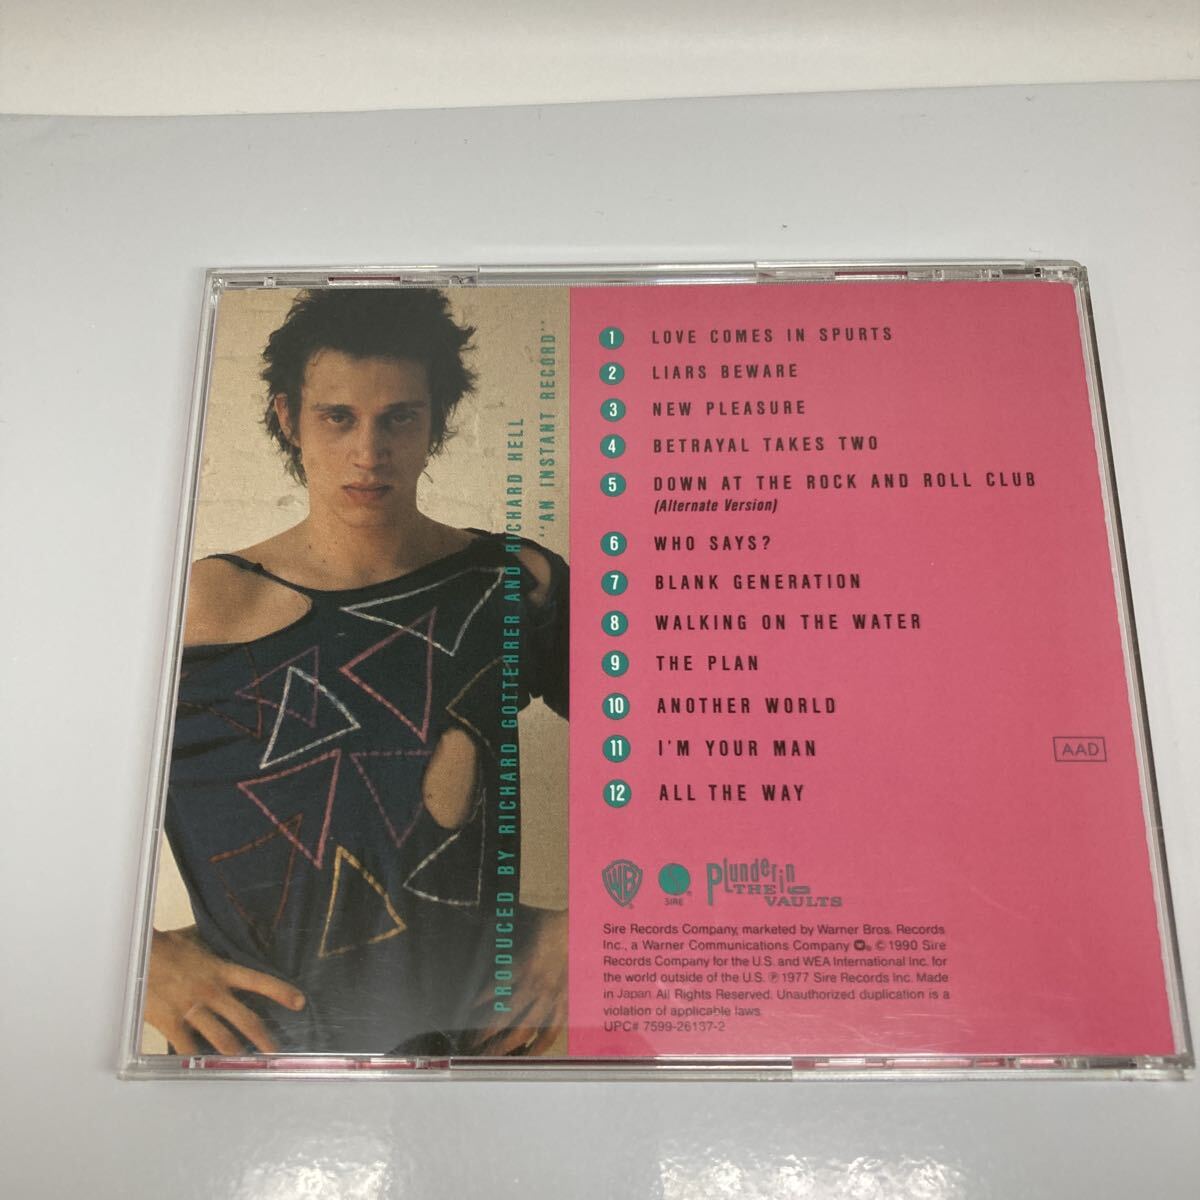 PRODUCED BY RICHARD GOTTEHRER AND RICHARD HELL
"AN INSTANT RECORD"
1 LOVE COMES IN SPURTS
2 LIARS BEWARE
3 NEW PLEASURE
4 BETRAYAL TAKES TWO
5 DOWN AT THE ROCK AND ROLL CLUB
(Alternate Version)
6 WHO SAYS?
7 BLANK GENERATION
8 WALKING ON THE WATER
9 THE PLAN
10 ANOTHER WORLD
11 I'M YOUR MAN
AAD
12 ALL THE WAY
WB ®
SIRE ®
Plunderin
THE
VAULTS
Sire Records Company, marketed by Warner Bros. Records
Inc., a Warner Communications Company ® © 1990 Sire
Records Company for the U.S. and WEA International Inc. for
the world outside of the U.S. ℗ 1977 Sire Records Inc. Made
in Japan. All Rights Reserved. Unauthorized duplication is a
violation of applicable laws.
UPC# 7599-26137-2